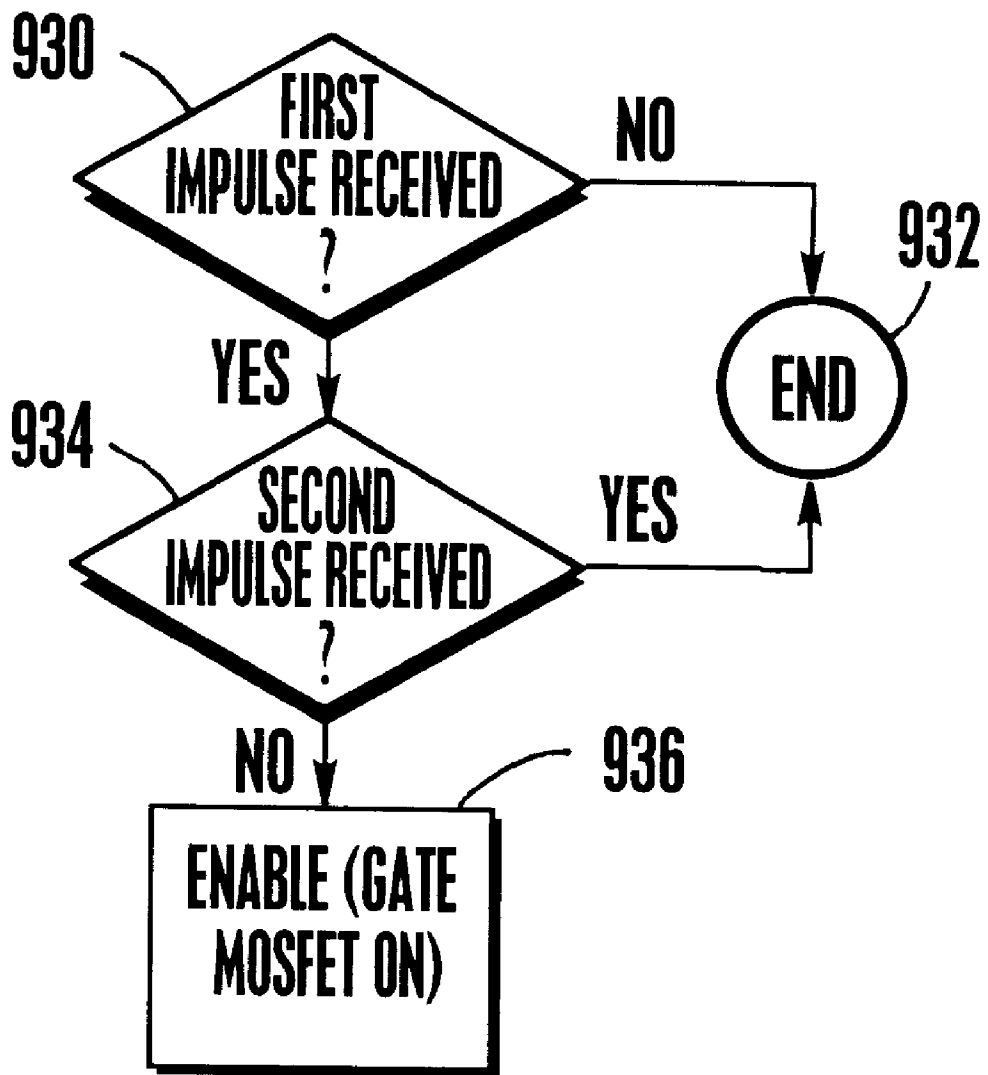 930
FIRST
IMPULSE RECEIVED
?
NO
932
END
YES
934
SECOND
IMPULSE RECEIVED
?
YES
NO
936
ENABLE (GATE
MOSFET ON)